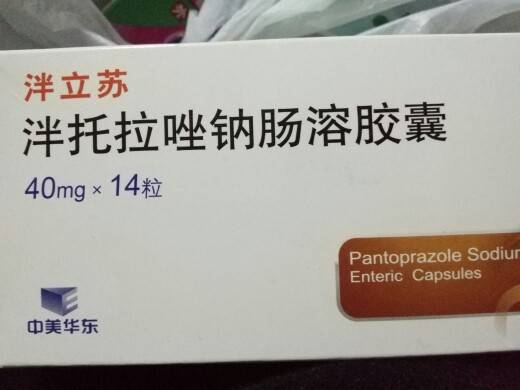 泮立苏
泮托拉唑钠肠溶胶囊
40mg × 14粒
Pantoprazole Sodiu
Enteric Capsules
中美华东